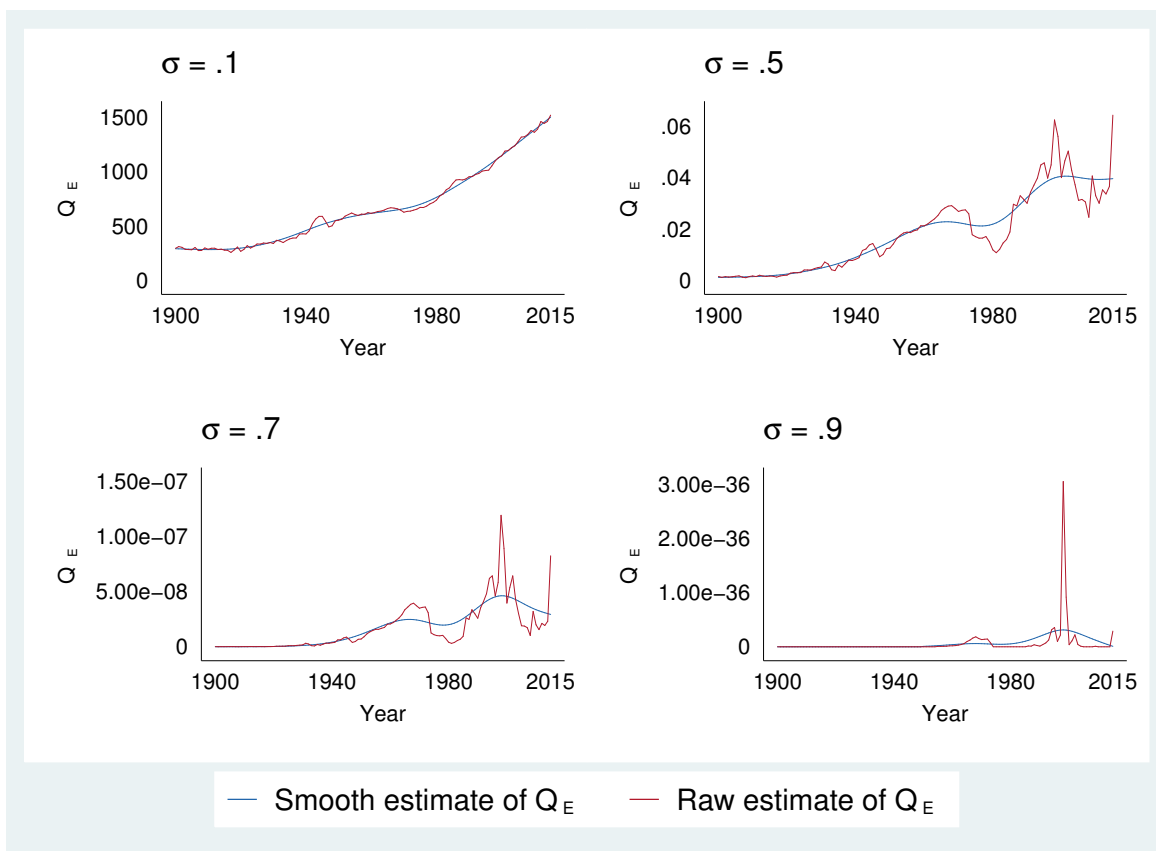 σ = .1
1500
1000
500
0
Q E
1900 1940 1980 2015
Year
σ = .5
.06
.04
.02
0
Q E
1900 1940 1980 2015
Year
σ = .7
1.50e−07
1.00e−07
5.00e−08
0
Q E
1900 1940 1980 2015
Year
σ = .9
3.00e−36
2.00e−36
1.00e−36
0
Q E
1900 1940 1980 2015
Year
Smooth estimate of Q E Raw estimate of Q E